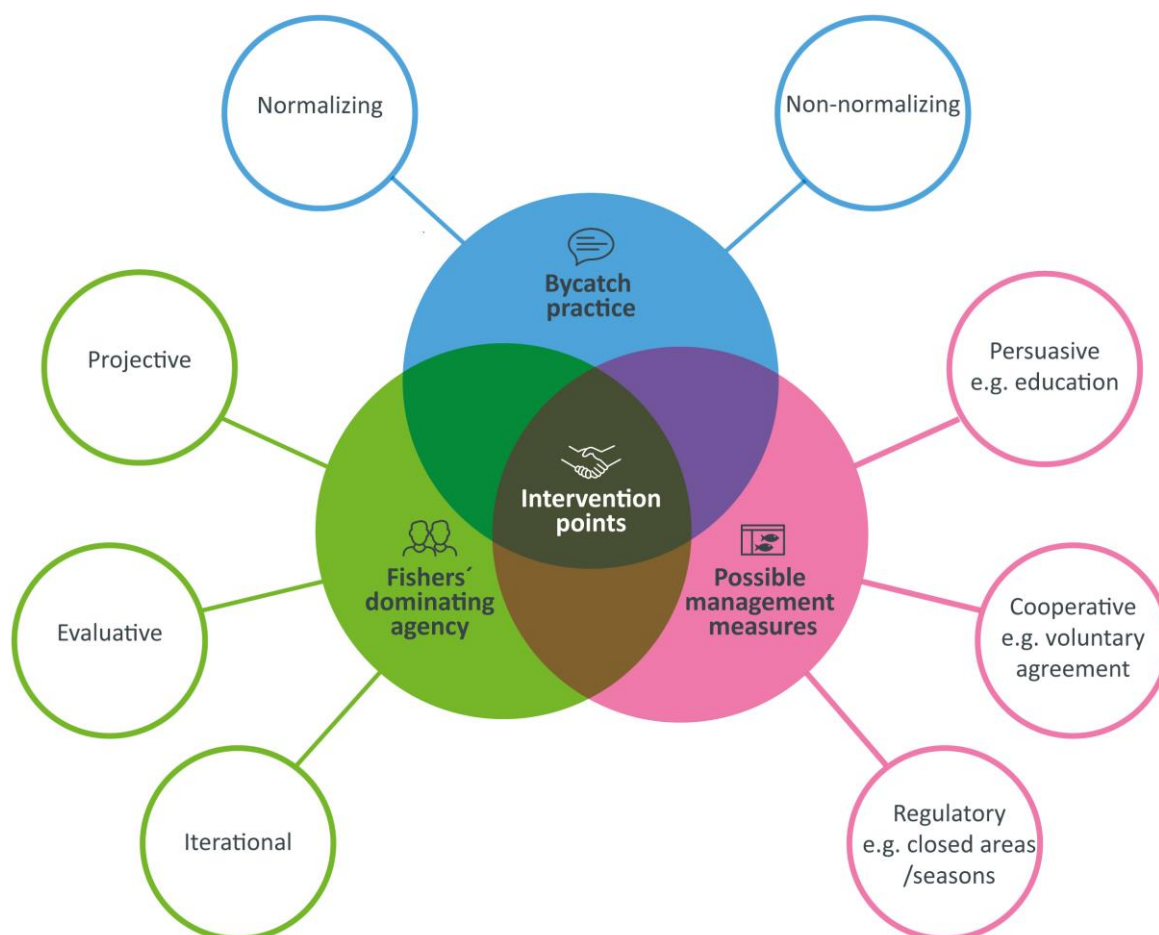 Normalizing
Non-normalizing
Bycatch
practice
Projective
Persuasive
e.g. education
Intervention
points
Fishers´
dominating
agency
Possible
management
measures
Evaluative
Cooperative
e.g. voluntary
agreement
Iterational
Regulatory
e.g. closed areas
/seasons